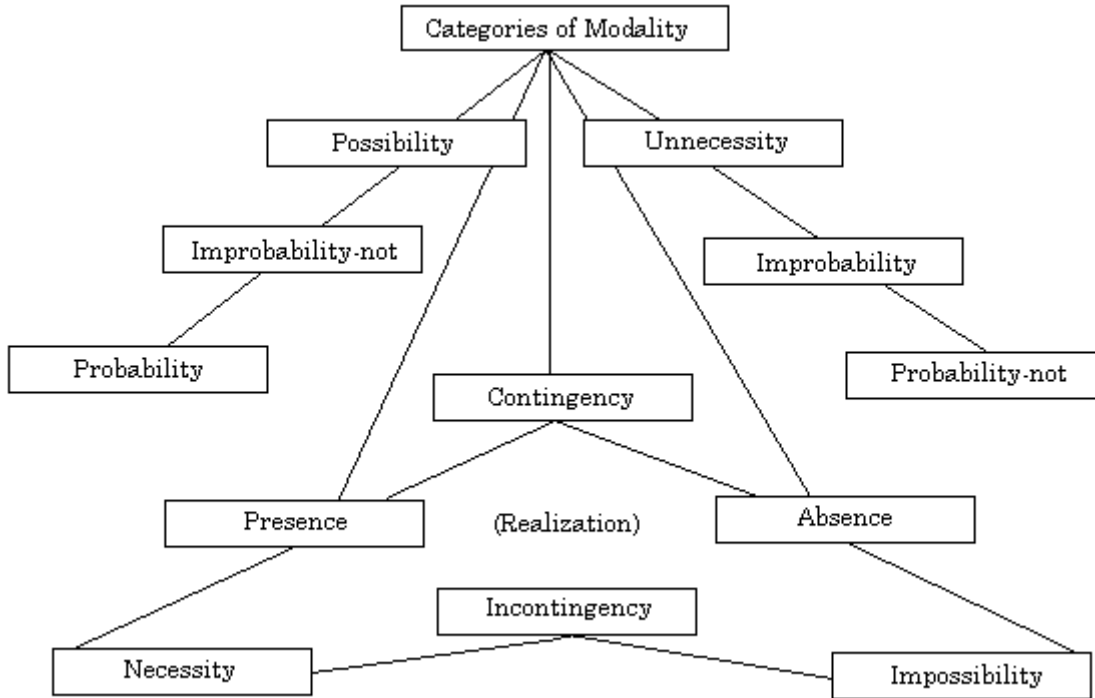 Categories of Modality
Possibility
Unnecessity
Improbability-not
Improbability
Probability
Probability-not
Contingency
Presence
(Realization)
Absence
Incontingency
Necessity
Impossibility